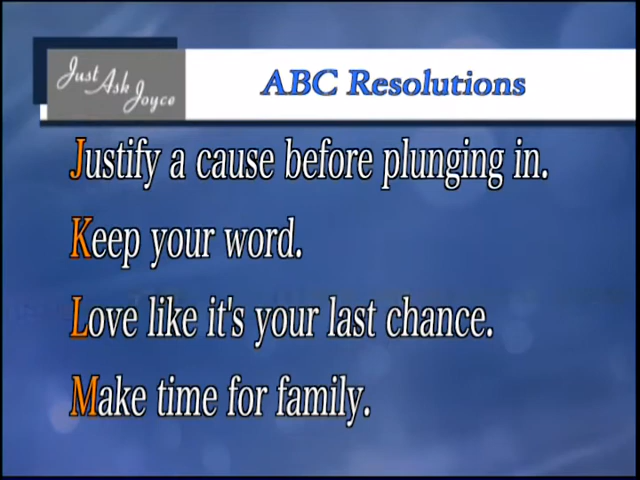 Just Ask Joyce
ABC Resolutions
Justify a cause before plunging in.
Keep your word.
Love like it's your last chance.
Make time for family.